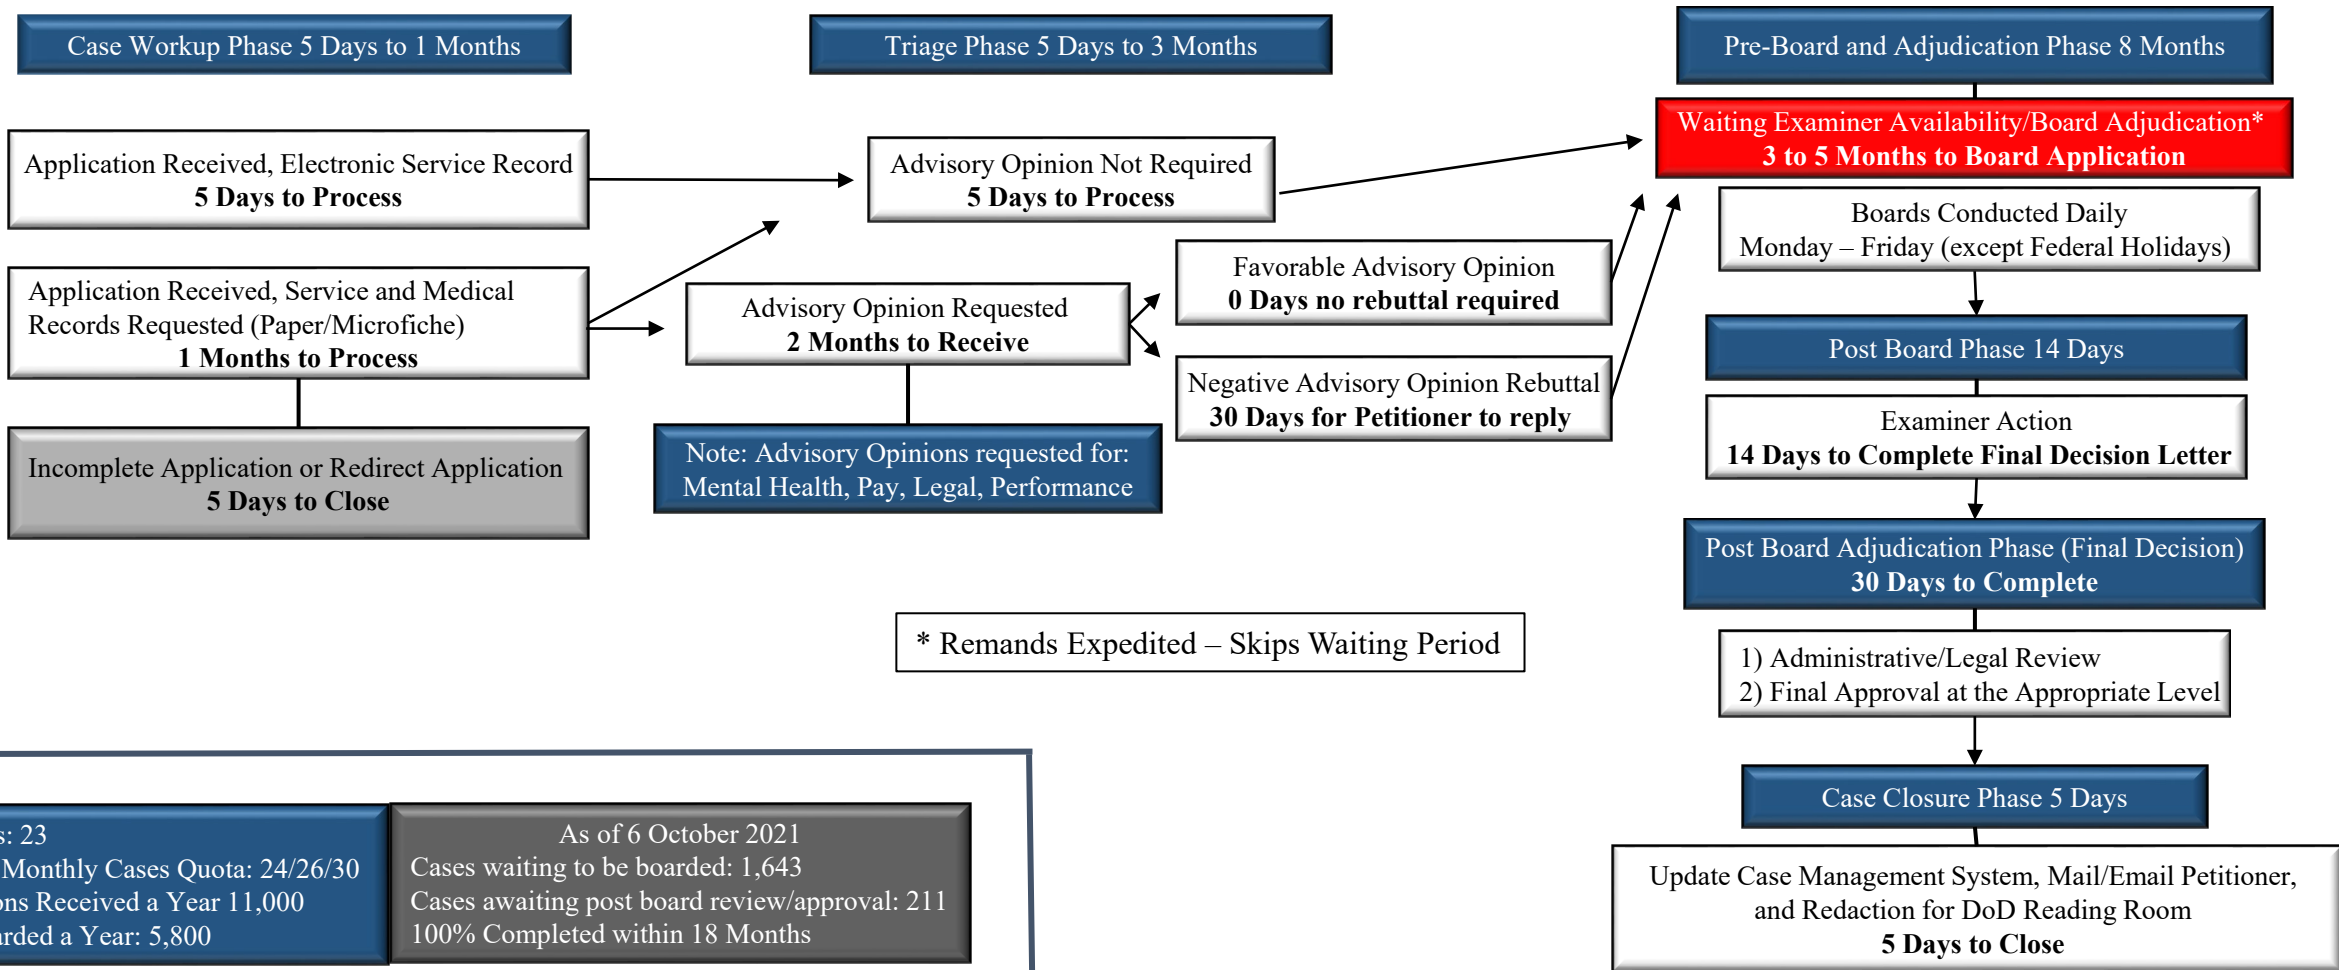 Case Workup Phase 5 Days to 1 Months
Triage Phase 5 Days to 3 Months
Pre-Board and Adjudication Phase 8 Months
Application Received, Electronic Service Record
5 Days to Process
Advisory Opinion Not Required
5 Days to Process
Waiting Examiner Availability/Board Adjudication*
3 to 5 Months to Board Application
Boards Conducted Daily
Monday – Friday (except Federal Holidays)
Application Received, Service and Medical
Records Requested (Paper/Microfiche)
1 Months to Process
Advisory Opinion Requested
2 Months to Receive
Favorable Advisory Opinion
0 Days no rebuttal required
Negative Advisory Opinion Rebuttal
30 Days for Petitioner to reply
Post Board Phase 14 Days
Examiner Action
14 Days to Complete Final Decision Letter
Incomplete Application or Redirect Application
5 Days to Close
Note: Advisory Opinions requested for:
Mental Health, Pay, Legal, Performance
Post Board Adjudication Phase (Final Decision)
30 Days to Complete
* Remands Expedited – Skips Waiting Period
1) Administrative/Legal Review
2) Final Approval at the Appropriate Level
Case Closure Phase 5 Days
Update Case Management System, Mail/Email Petitioner,
and Redaction for DoD Reading Room
5 Days to Close
: 23
Monthly Cases Quota: 24/26/30
Received a Year 11,000
a Year: 5,800
As of 6 October 2021
Cases waiting to be boarded: 1,643
Cases awaiting post board review/approval: 211
100% Completed within 18 Months